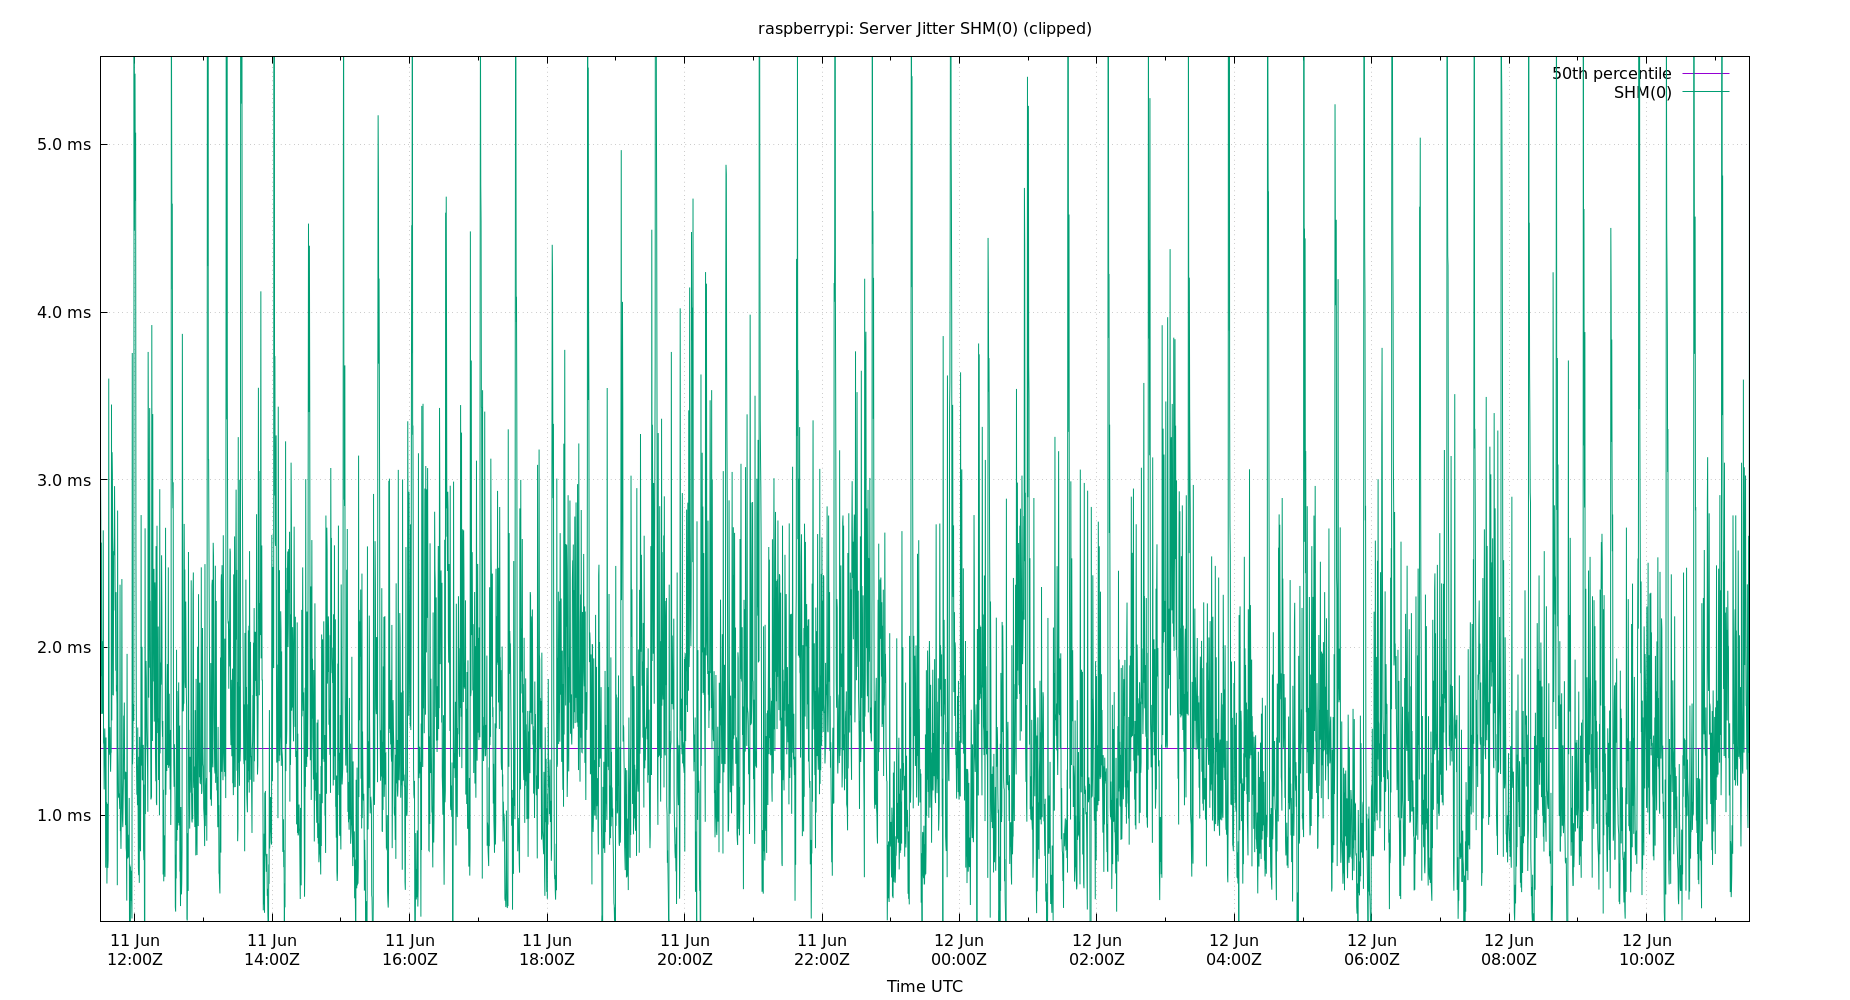 raspberrypi: Server Jitter SHM(0) (clipped)
50th percentile
SHM(0)
5.0 ms
4.0 ms
3.0 ms
2.0 ms
1.0 ms
11 Jun 11 Jun 11 Jun 11 Jun 11 Jun 11 Jun 12 Jun 12 Jun 12 Jun 12 Jun 12 Jun 12 Jun
12:00Z 14:00Z 16:00Z 18:00Z 20:00Z 22:00Z 00:00Z 02:00Z 04:00Z 06:00Z 08:00Z 10:00Z
Time UTC